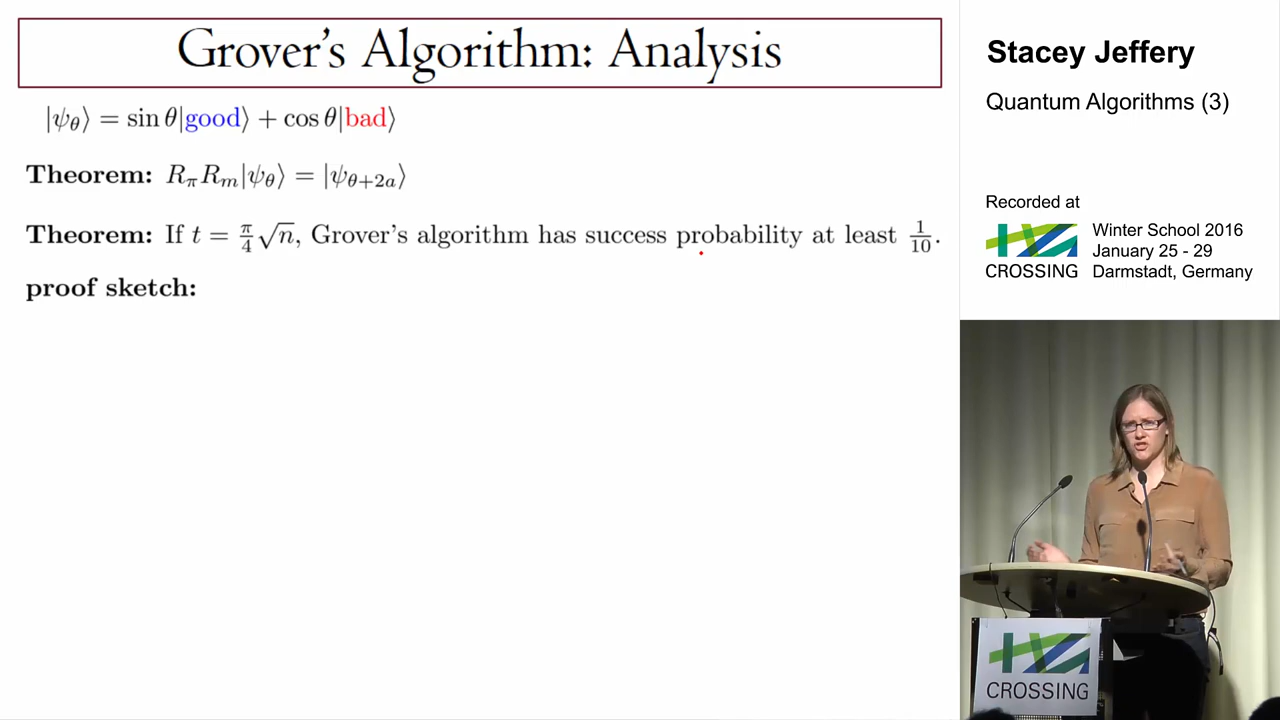 Grover's Algorithm: Analysis
|ψ_θ⟩ = sin θ|good⟩ + cos θ|bad⟩
Theorem: R_π R_m|ψ_θ⟩ = |ψ_{θ+2a}⟩
Theorem: If t = π/4 √n, Grover's algorithm has success probability at least 1/10.
proof sketch:
Stacey Jeffery
Quantum Algorithms (3)
Recorded at
CROSSING
Winter School 2016
January 25 - 29
Darmstadt, Germany
CROSSING